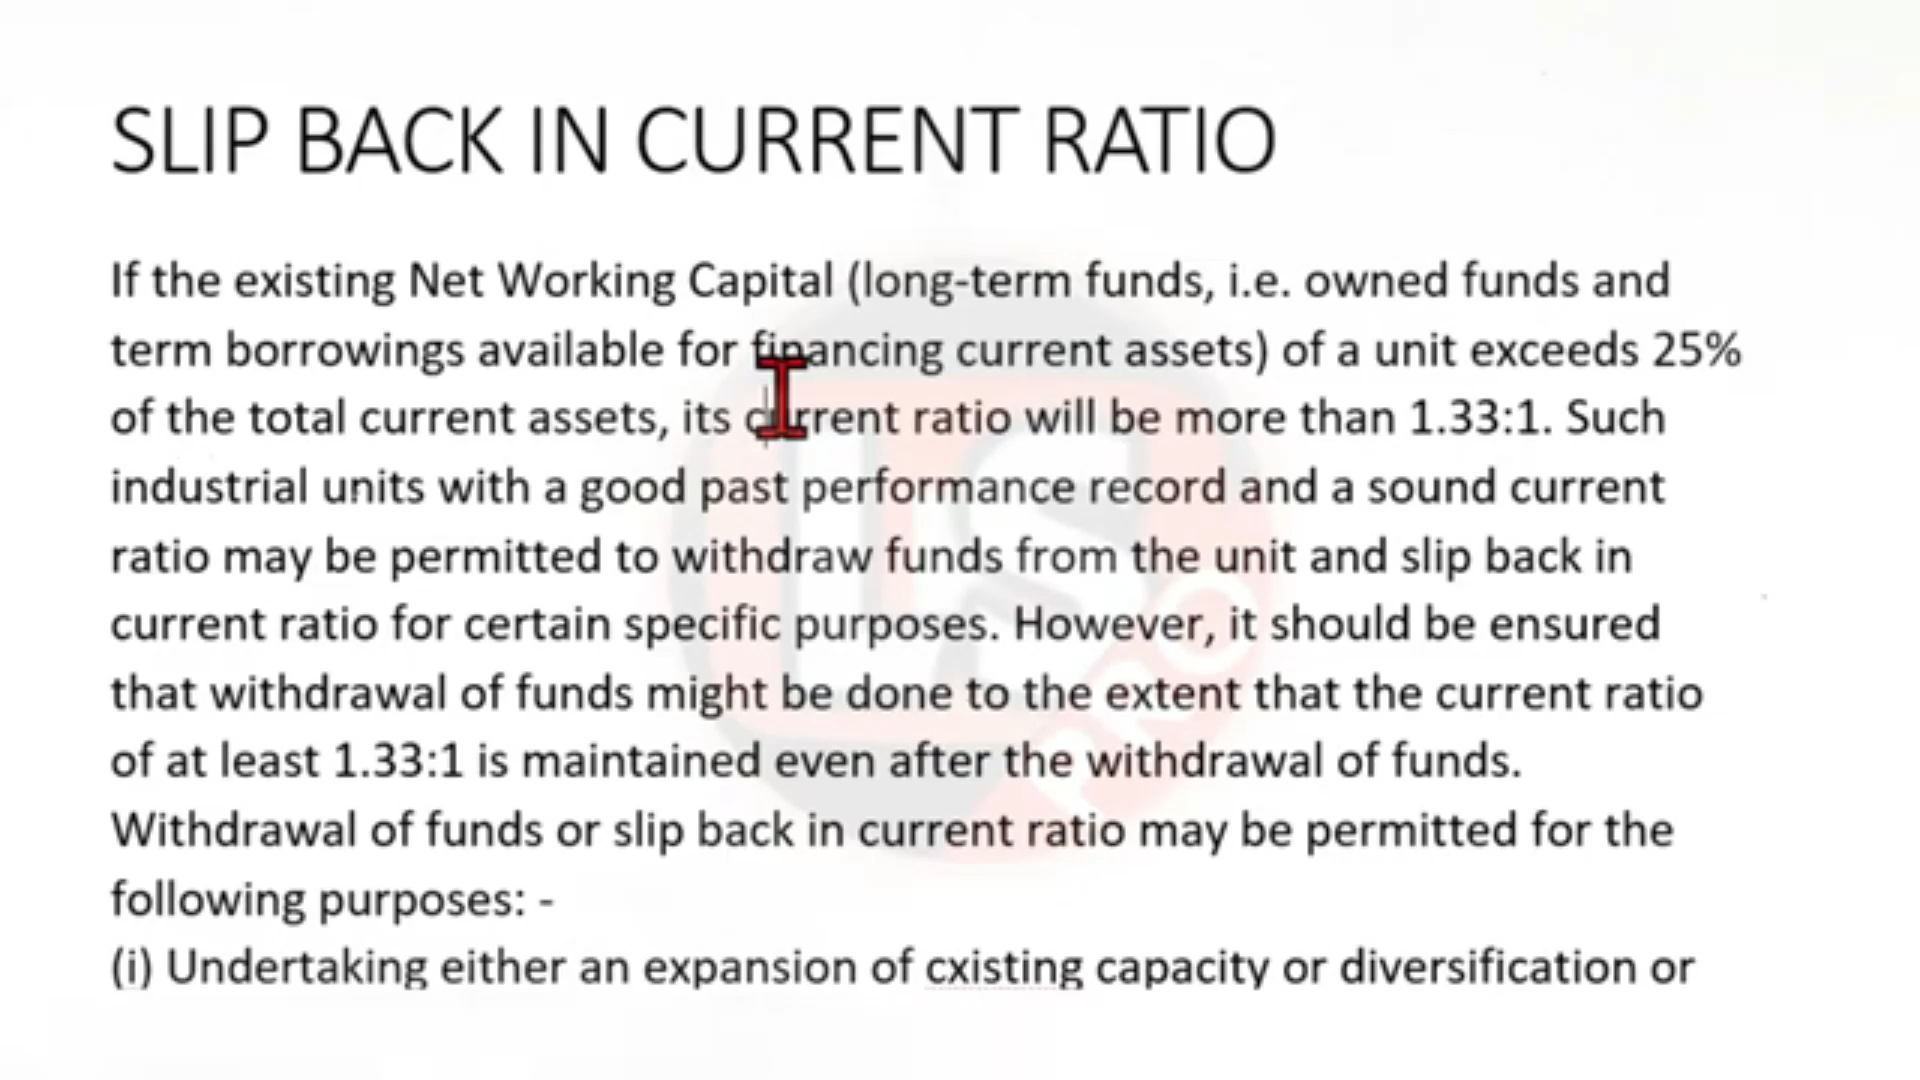 SLIP BACK IN CURRENT RATIO
If the existing Net Working Capital (long-term funds, i.e. owned funds and
term borrowings available for financing current assets) of a unit exceeds 25%
of the total current assets, its current ratio will be more than 1.33:1. Such
industrial units with a good past performance record and a sound current
ratio may be permitted to withdraw funds from the unit and slip back in
current ratio for certain specific purposes. However, it should be ensured
that withdrawal of funds might be done to the extent that the current ratio
of at least 1.33:1 is maintained even after the withdrawal of funds.
Withdrawal of funds or slip back in current ratio may be permitted for the
following purposes: -
(i) Undertaking either an expansion of cxisting capacity or diversification or
PRO